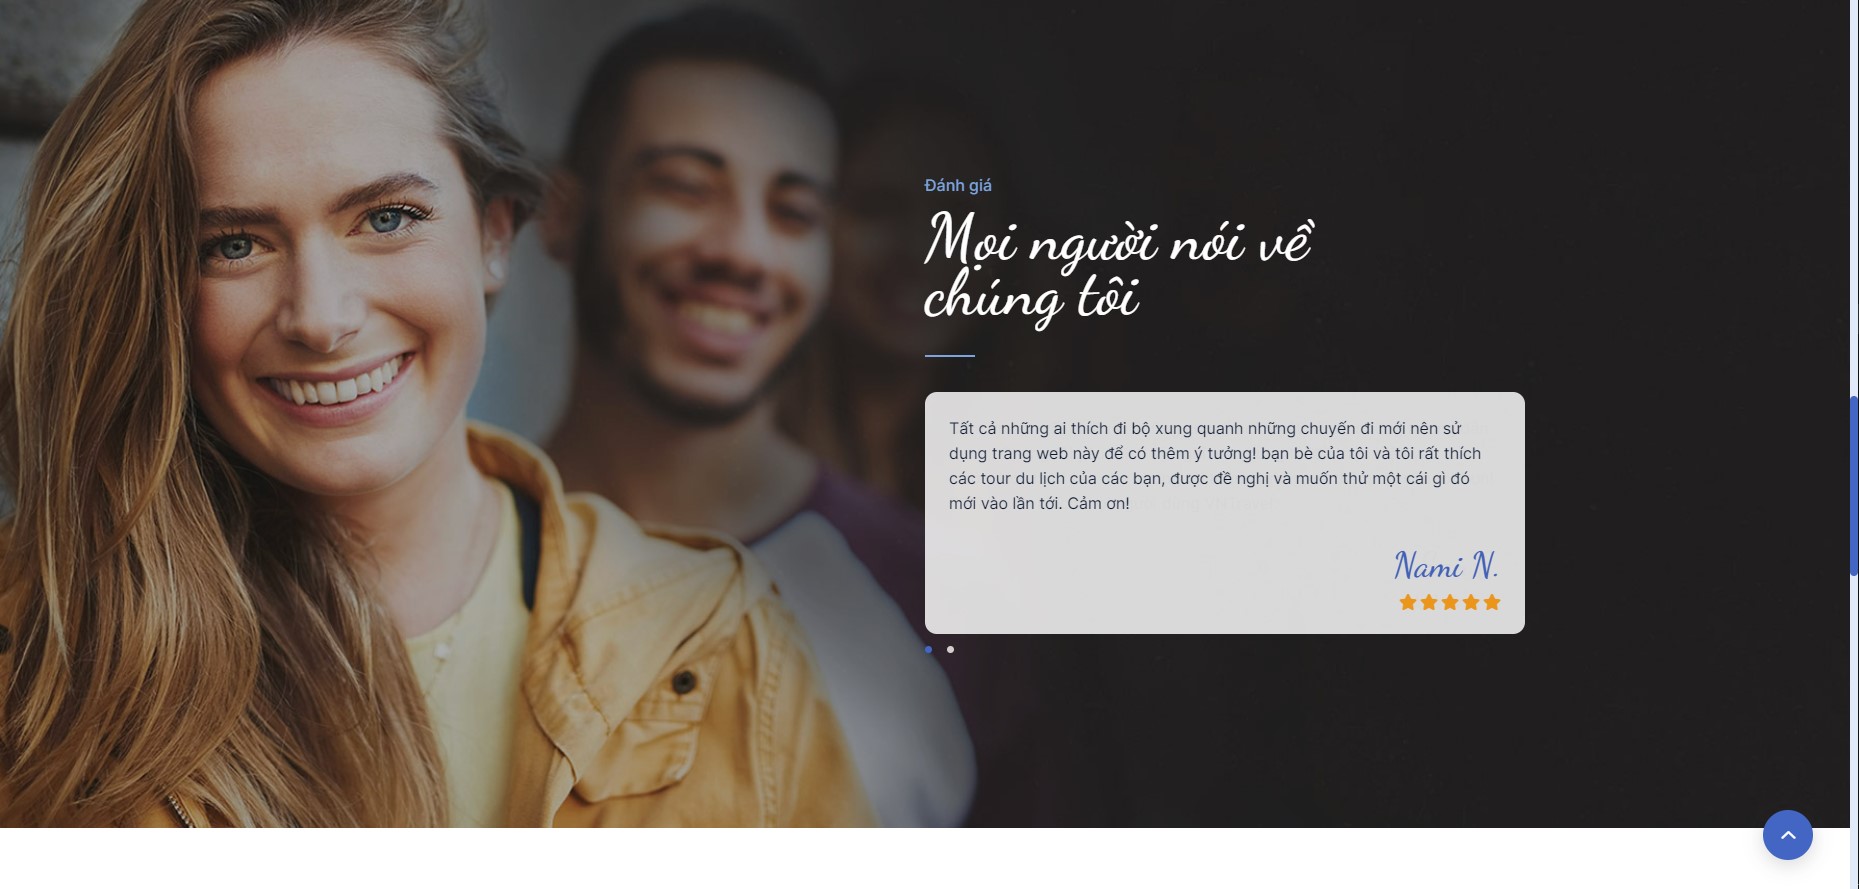 Đánh giá
Mọi người nói về
chúng tôi
Tất cả những ai thích đi bộ xung quanh những chuyến đi mới nên sử
dụng trang web này để có thêm ý tưởng! bạn bè của tôi và tôi rất thích
các tour du lịch của các bạn, được đề nghị và muốn thử một cái gì đó
mới vào lần tới. Cảm ơn!
Nami N.